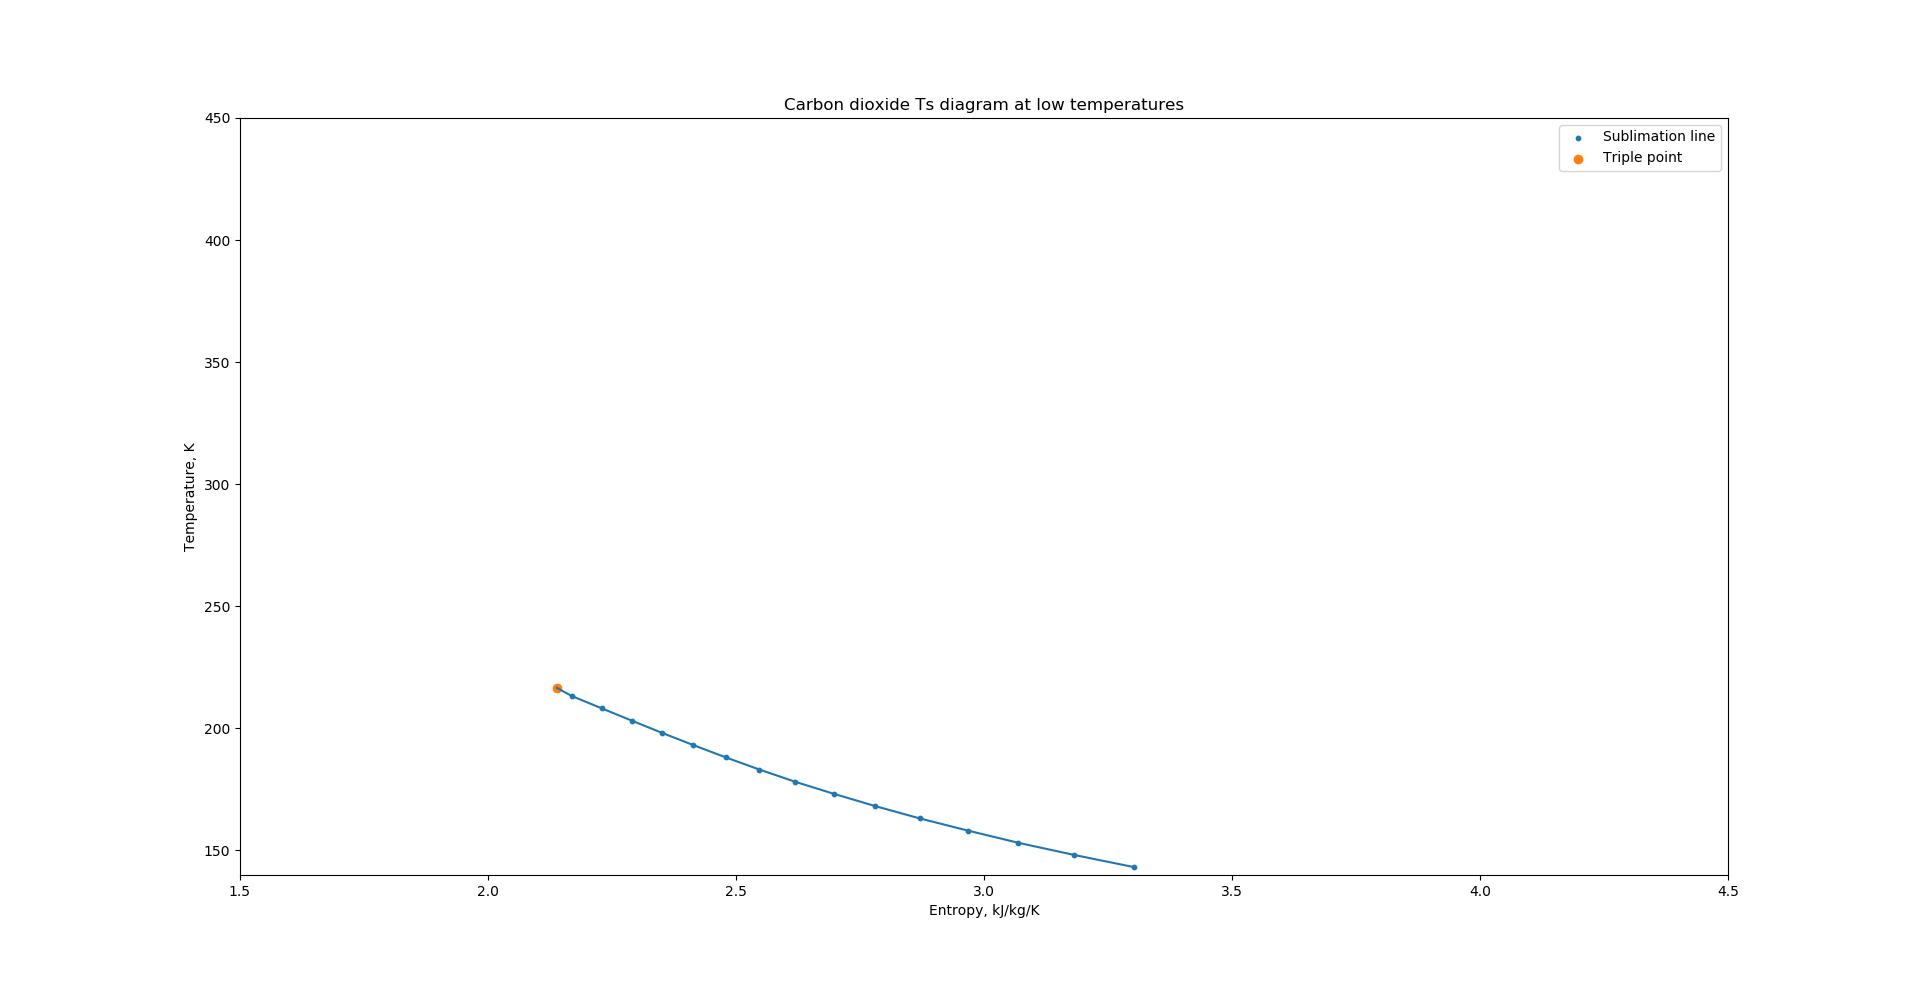 Carbon dioxide Ts diagram at low temperatures
450
400
350
300
250
200
150
Temperature, K
Sublimation line
Triple point
1.5 2.0 2.5 3.0 3.5 4.0 4.5
Entropy, kJ/kg/K